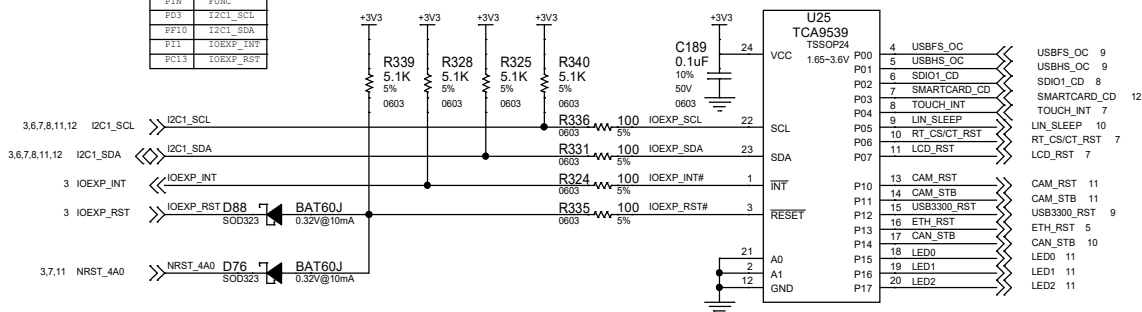 PIN FUNC
PD3 I2C1_SCL
PF10 I2C1_SDA
PI1 IOEXP_INT
PC13 IOEXP_RST
+3V3 +3V3 +3V3 +3V3 +3V3
R339 5.1K 5% 0603
R328 5.1K 5% 0603
R325 5.1K 5% 0603
R340 5.1K 5% 0603
C189 0.1uF 10% 50V 0603
U25
TCA9539
TSSOP24
1.65~3.6V
24 VCC
3,6,7,8,11,12 I2C1_SCL I2C1_SCL R336 0603 100 5% IOEXP_SCL 22 SCL
3,6,7,8,11,12 I2C1_SDA I2C1_SDA R331 0603 100 5% IOEXP_SDA 23 SDA
3 IOEXP_INT IOEXP_INT R324 0603 100 5% IOEXP_INT# 1 INT
3 IOEXP_RST IOEXP_RST D88 SOD323 BAT60J 0.32V@10mA R335 0603 100 5% IOEXP_RST# 3 RESET
3,7,11 NRST_4A0 NRST_4A0 D76 SOD323 BAT60J 0.32V@10mA
21 A0
2 A1
12 GND
P00 4 USBFS_OC USBFS_OC 9
P01 5 USBHS_OC USBHS_OC 9
P02 6 SDIO1_CD SDIO1_CD 8
P03 7 SMARTCARD_CD SMARTCARD_CD 12
P04 8 TOUCH_INT TOUCH_INT 7
P05 9 LIN_SLEEP LIN_SLEEP 10
P06 10 RT_CS/CT_RST RT_CS/CT_RST 7
P07 11 LCD_RST LCD_RST 7
P10 13 CAM_RST CAM_RST 11
P11 14 CAM_STB CAM_STB 11
P12 15 USB3300_RST USB3300_RST 9
P13 16 ETH_RST ETH_RST 5
P14 17 CAN_STB CAN_STB 10
P15 18 LED0 LED0 11
P16 19 LED1 LED1 11
P17 20 LED2 LED2 11